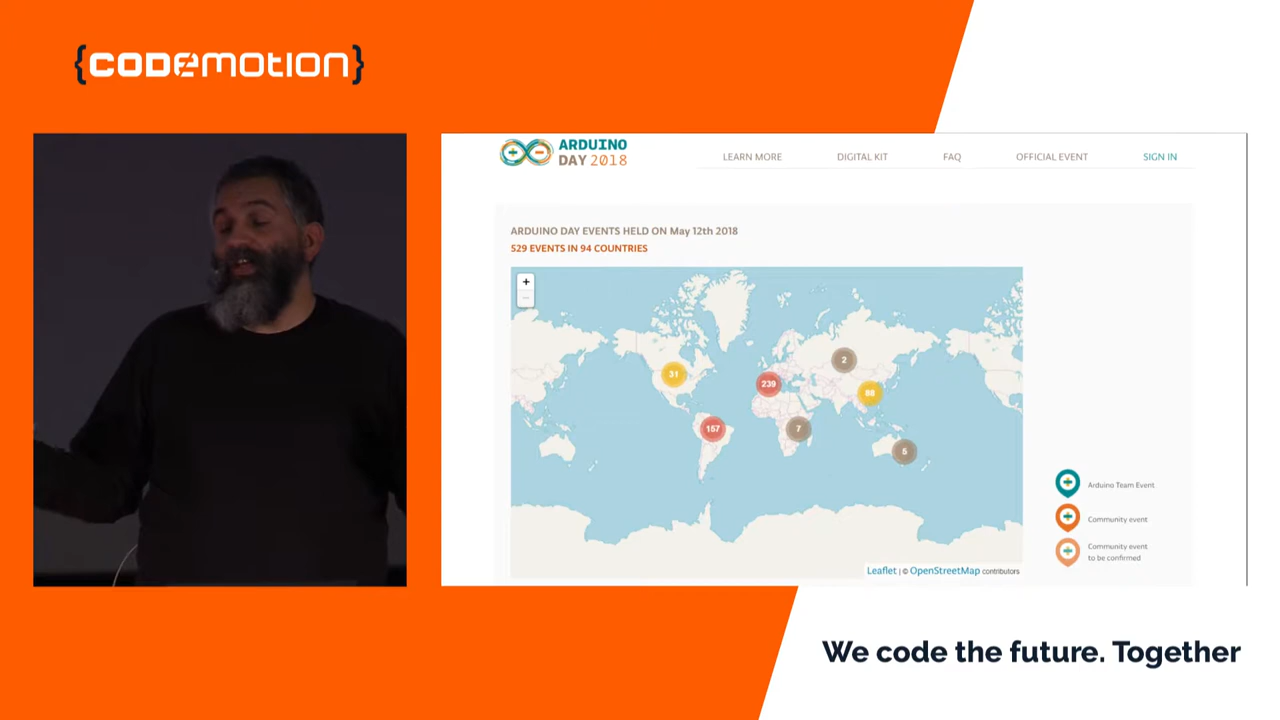 {CODEMOTION}
ARDUINO
DAY 2018
LEARN MORE
DIGITAL KIT
FAQ
OFFICIAL EVENT
SIGN IN
ARDUINO DAY EVENTS HELD ON May 12th 2018
529 EVENTS IN 94 COUNTRIES
+
−
2
31
239
88
157
7
5
Arduino Team Event
Community event
Community event
to be confirmed
Leaflet | © OpenStreetMap contributors
We code the future. Together